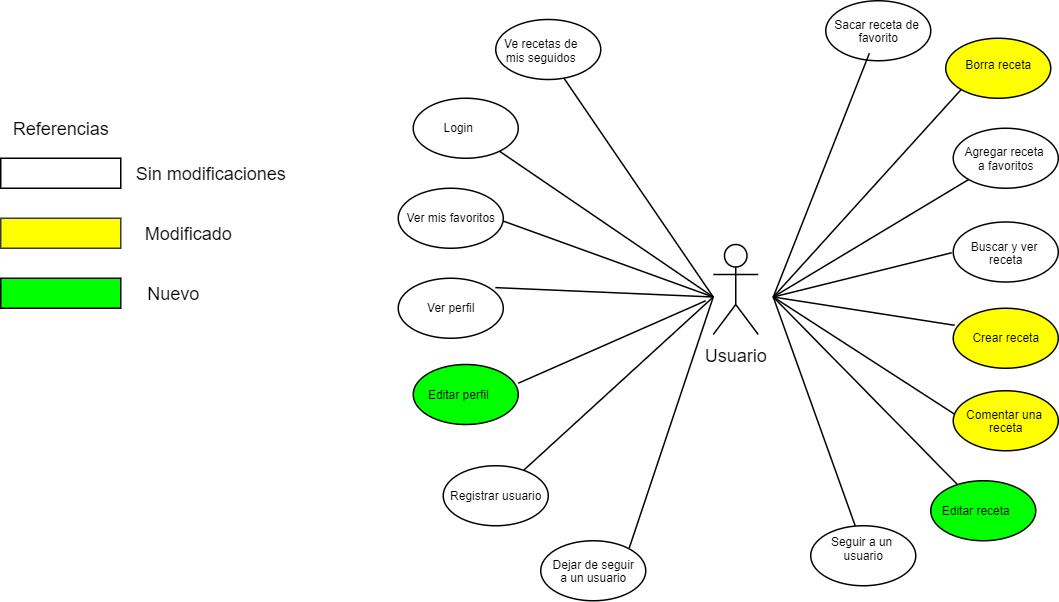 Referencias
Sin modificaciones
Modificado
Nuevo
Ve recetas de
mis seguidos
Login
Ver mis favoritos
Ver perfil
Editar perfil
Registrar usuario
Dejar de seguir
a un usuario
Usuario
Sacar receta de
favorito
Borra receta
Agregar receta
a favoritos
Buscar y ver
receta
Crear receta
Comentar una
receta
Editar receta
Seguir a un
usuario